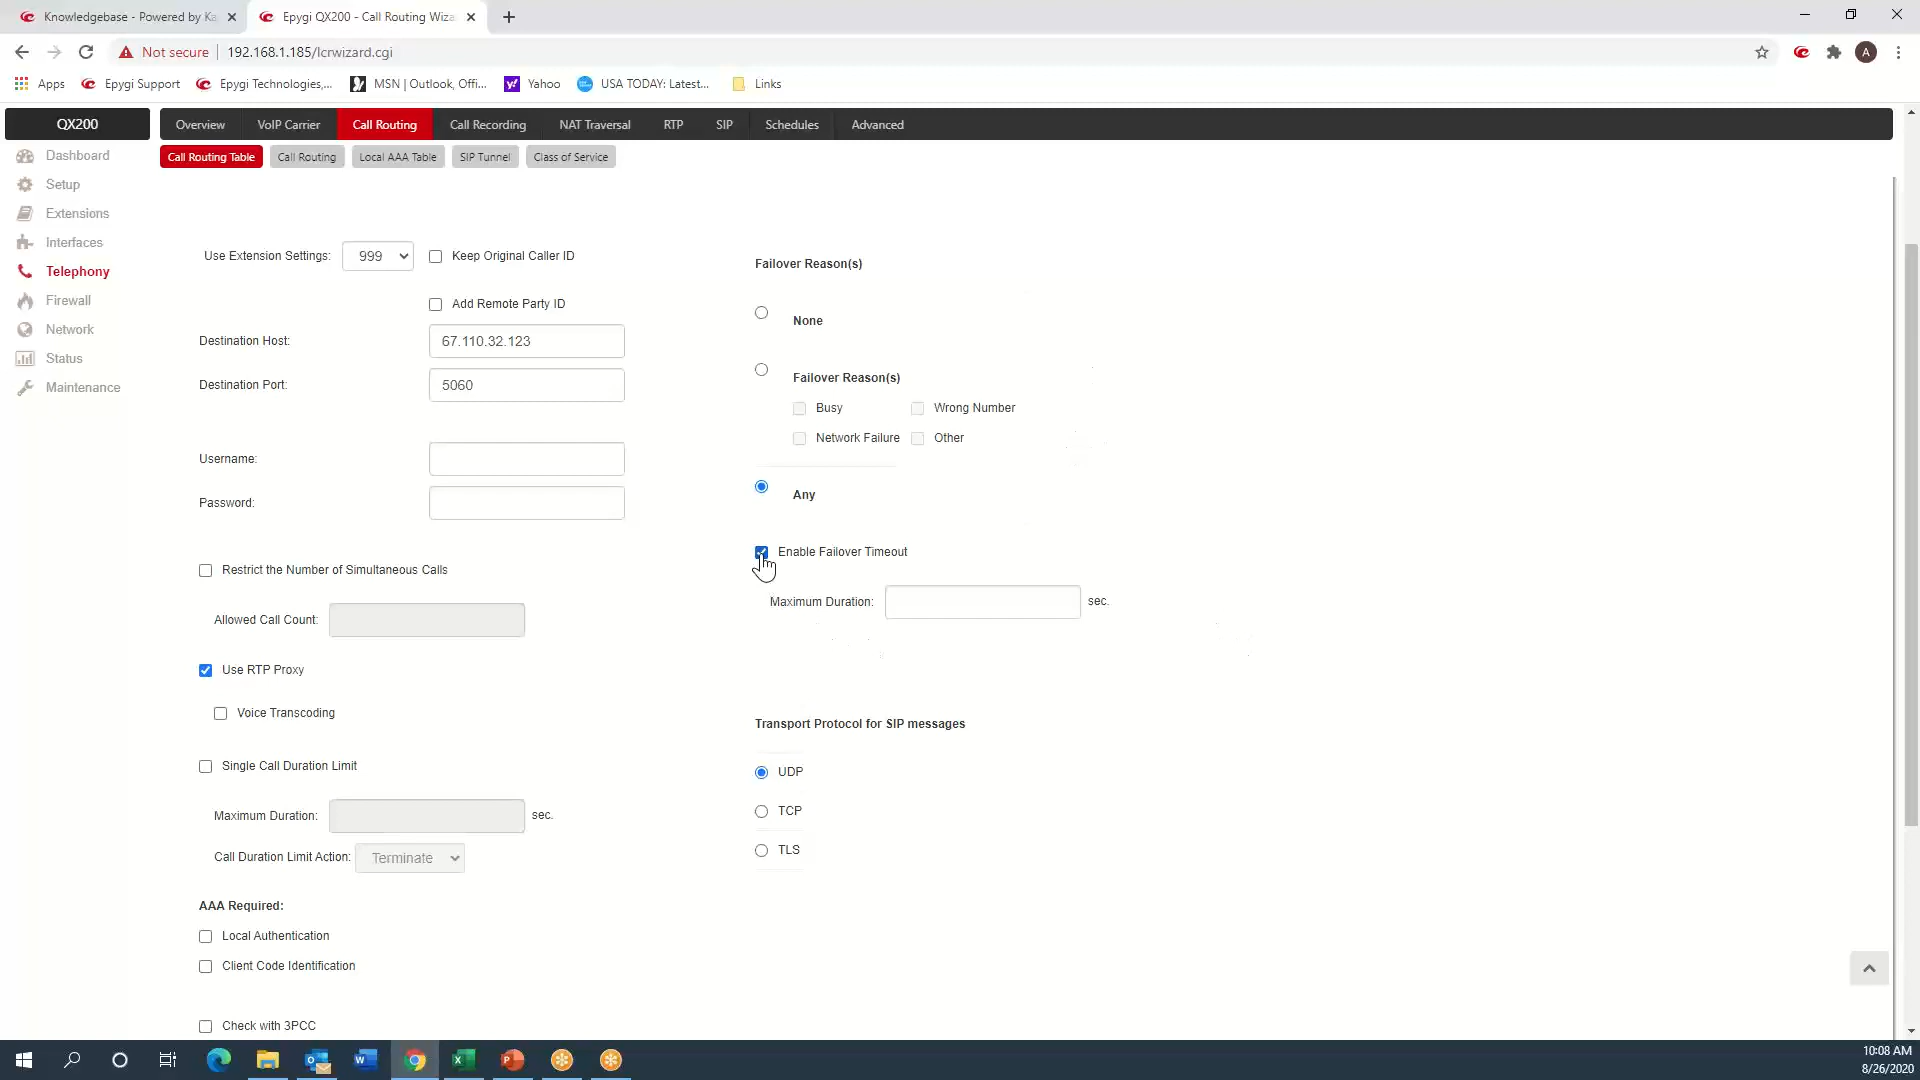 Knowledgebase - Powered by Ka
Epygi QX200 - Call Routing Wiza
Not secure
192.168.1.185/lcrwizard.cgi
A
Apps
Epygi Support
Epygi Technologies,...
MSN | Outlook, Offi...
Yahoo
USA TODAY: Latest...
Links
QX200
Overview
VoIP Carrier
Call Routing
Call Recording
NAT Traversal
RTP
SIP
Schedules
Advanced
Call Routing Table
Call Routing
Local AAA Table
SIP Tunnel
Class of Service
Dashboard
Setup
Extensions
Interfaces
Telephony
Firewall
Network
Status
Maintenance
Use Extension Settings: 999 Keep Original Caller ID
Add Remote Party ID
Destination Host: 67.110.32.123
Destination Port: 5060
Username:
Password:
Restrict the Number of Simultaneous Calls
Allowed Call Count:
Use RTP Proxy
Voice Transcoding
Single Call Duration Limit
Maximum Duration: sec.
Call Duration Limit Action: Terminate
AAA Required:
Local Authentication
Client Code Identification
Check with 3PCC
Failover Reason(s)
None
Failover Reason(s)
Busy Wrong Number
Network Failure Other
Any
Enable Failover Timeout
Maximum Duration: sec.
Transport Protocol for SIP messages
UDP
TCP
TLS
10:08 AM
8/26/2020